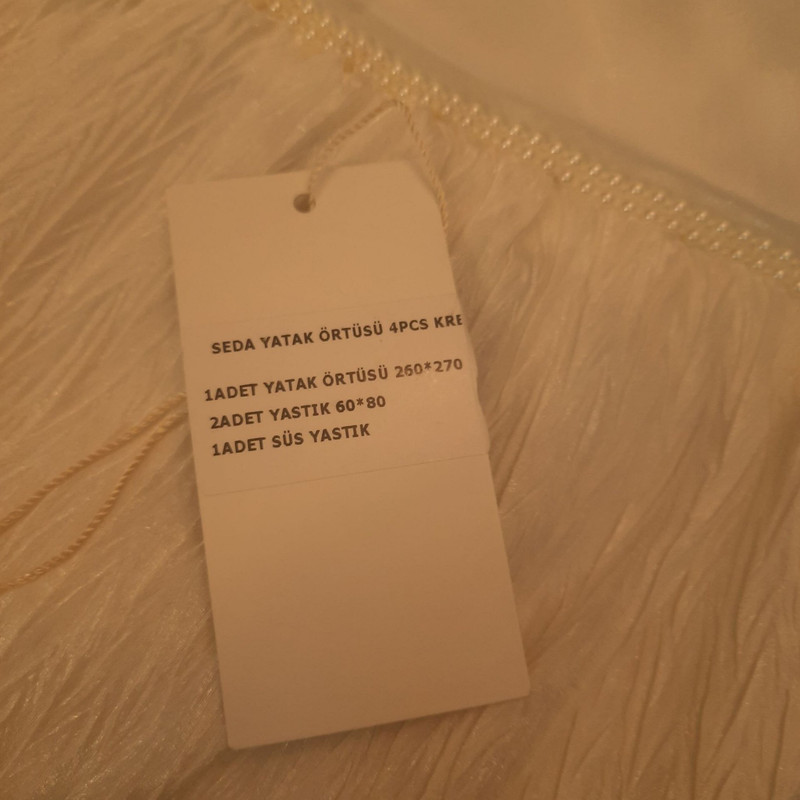 SEDA YATAK ÖRTÜSÜ 4PCS KRE
1ADET YATAK ÖRTÜSÜ 260*270
2ADET YASTIK 60*80
1ADET SÜS YASTIK